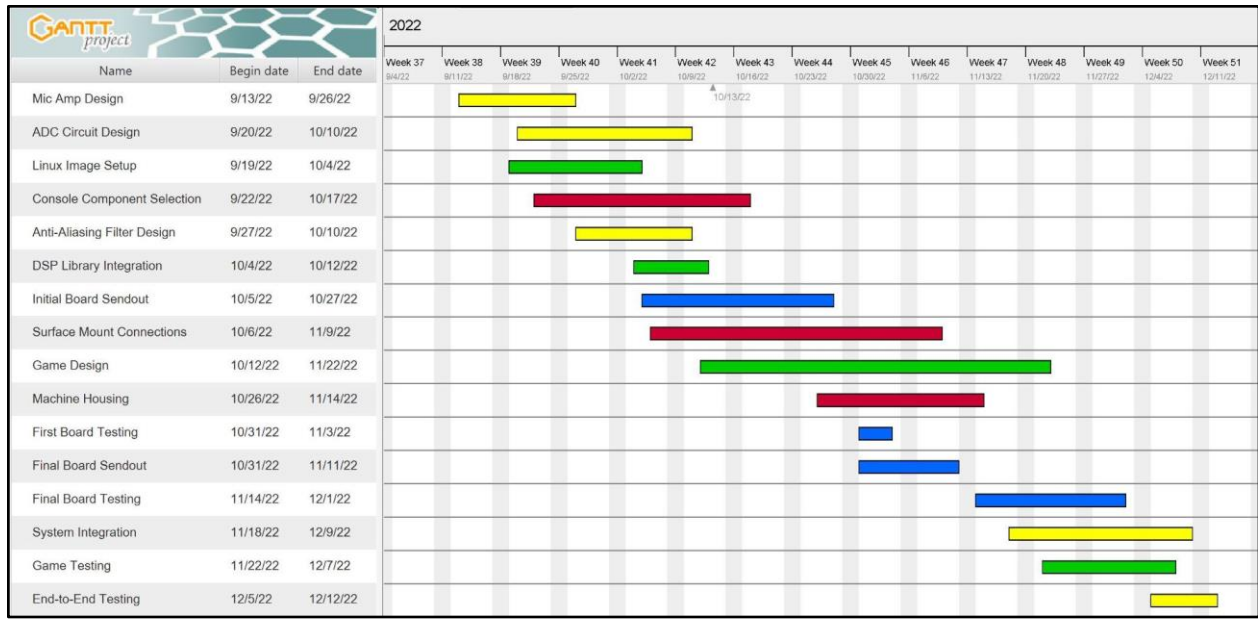 GANTT
project
2022
Name Begin date End date
Week 37 Week 38 Week 39 Week 40 Week 41 Week 42 Week 43 Week 44 Week 45 Week 46 Week 47 Week 48 Week 49 Week 50 Week 51
9/4/22 9/11/22 9/18/22 9/25/22 10/2/22 10/9/22 10/16/22 10/23/22 10/30/22 11/6/22 11/13/22 11/20/22 11/27/22 12/4/22 12/11/22
Mic Amp Design 9/13/22 9/26/22
10/13/22
ADC Circuit Design 9/20/22 10/10/22
Linux Image Setup 9/19/22 10/4/22
Console Component Selection 9/22/22 10/17/22
Anti-Aliasing Filter Design 9/27/22 10/10/22
DSP Library Integration 10/4/22 10/12/22
Initial Board Sendout 10/5/22 10/27/22
Surface Mount Connections 10/6/22 11/9/22
Game Design 10/12/22 11/22/22
Machine Housing 10/26/22 11/14/22
First Board Testing 10/31/22 11/3/22
Final Board Sendout 10/31/22 11/11/22
Final Board Testing 11/14/22 12/1/22
System Integration 11/18/22 12/9/22
Game Testing 11/22/22 12/7/22
End-to-End Testing 12/5/22 12/12/22